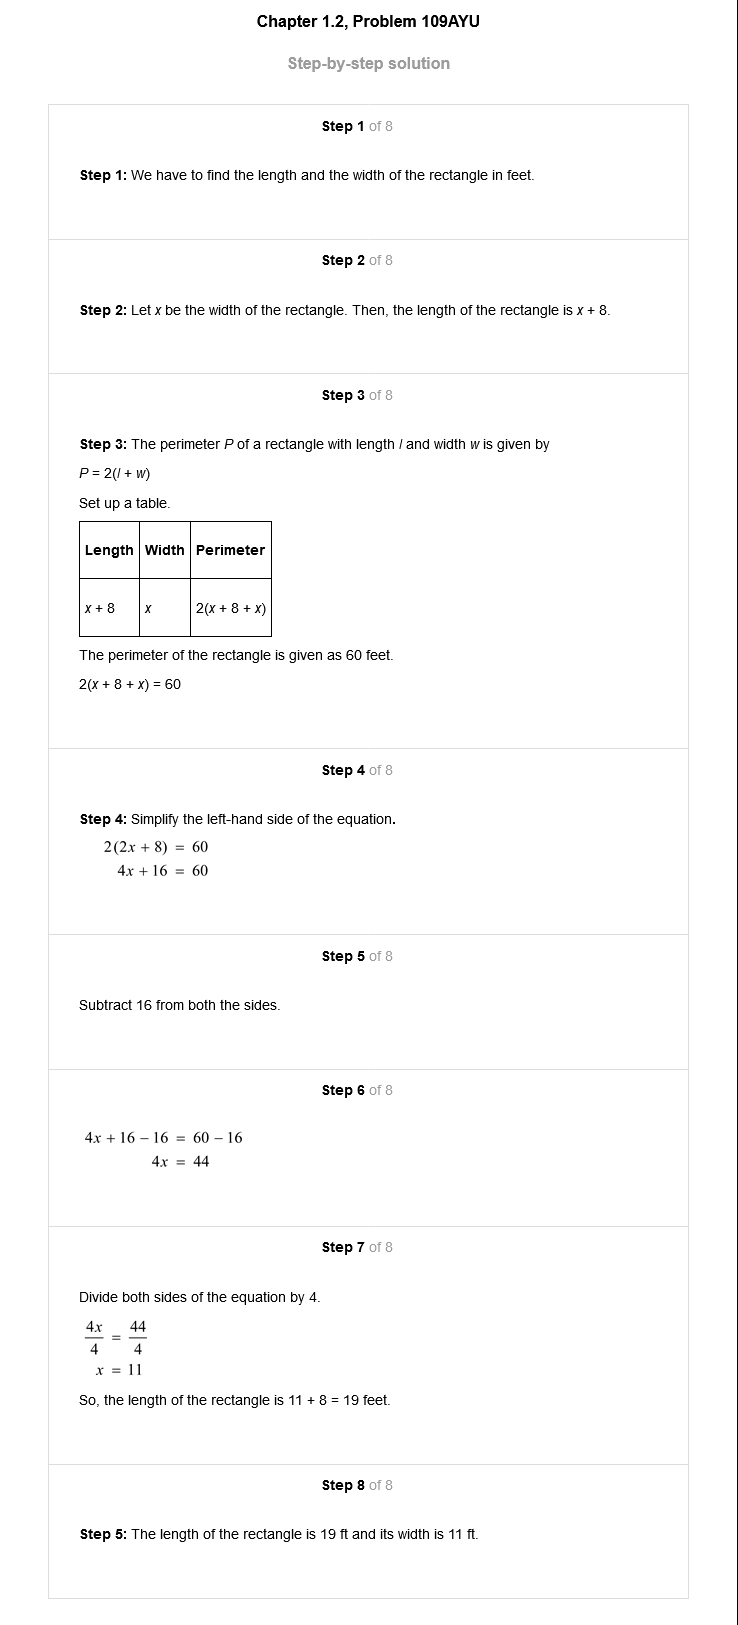 Chapter 1.2, Problem 109AYU
Step-by-step solution
Step 1 of 8
Step 1: We have to find the length and the width of the rectangle in feet.
Step 2 of 8
Step 2: Let x be the width of the rectangle. Then, the length of the rectangle is x + 8.
Step 3 of 8
Step 3: The perimeter P of a rectangle with length l and width w is given by
P = 2(l + w)
Set up a table.
Length Width Perimeter
x + 8 x 2(x + 8 + x)
The perimeter of the rectangle is given as 60 feet.
2(x + 8 + x) = 60
Step 4 of 8
Step 4: Simplify the left-hand side of the equation.
2(2x + 8) = 60
4x + 16 = 60
Step 5 of 8
Subtract 16 from both the sides.
Step 6 of 8
4x + 16 − 16 = 60 − 16
4x = 44
Step 7 of 8
Divide both sides of the equation by 4.
4x/4 = 44/4
x = 11
So, the length of the rectangle is 11 + 8 = 19 feet.
Step 8 of 8
Step 5: The length of the rectangle is 19 ft and its width is 11 ft.